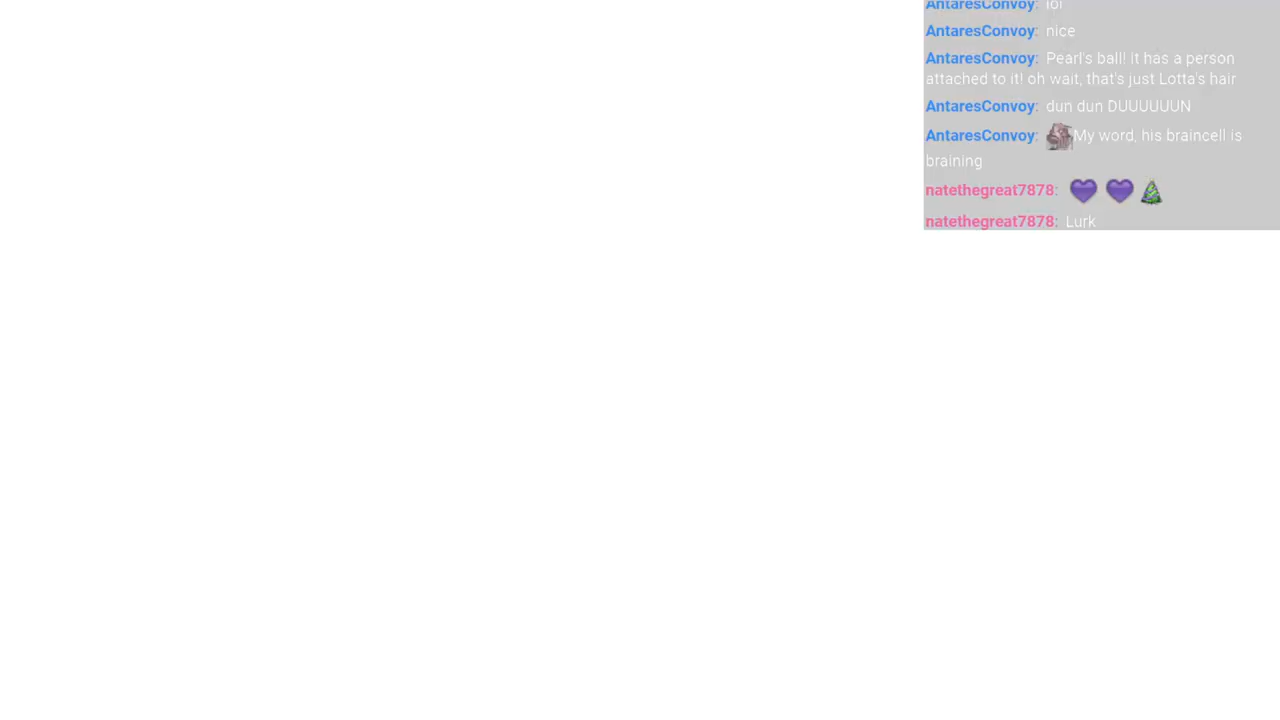 AntaresConvoy: lol
AntaresConvoy: nice
AntaresConvoy: Pearl's ball! it has a person
attached to it! oh wait, that's just Lotta's hair
AntaresConvoy: dun dun DUUUUUUN
AntaresConvoy: My word, his braincell is
braining
natethegreat7878:
natethegreat7878: Lurk